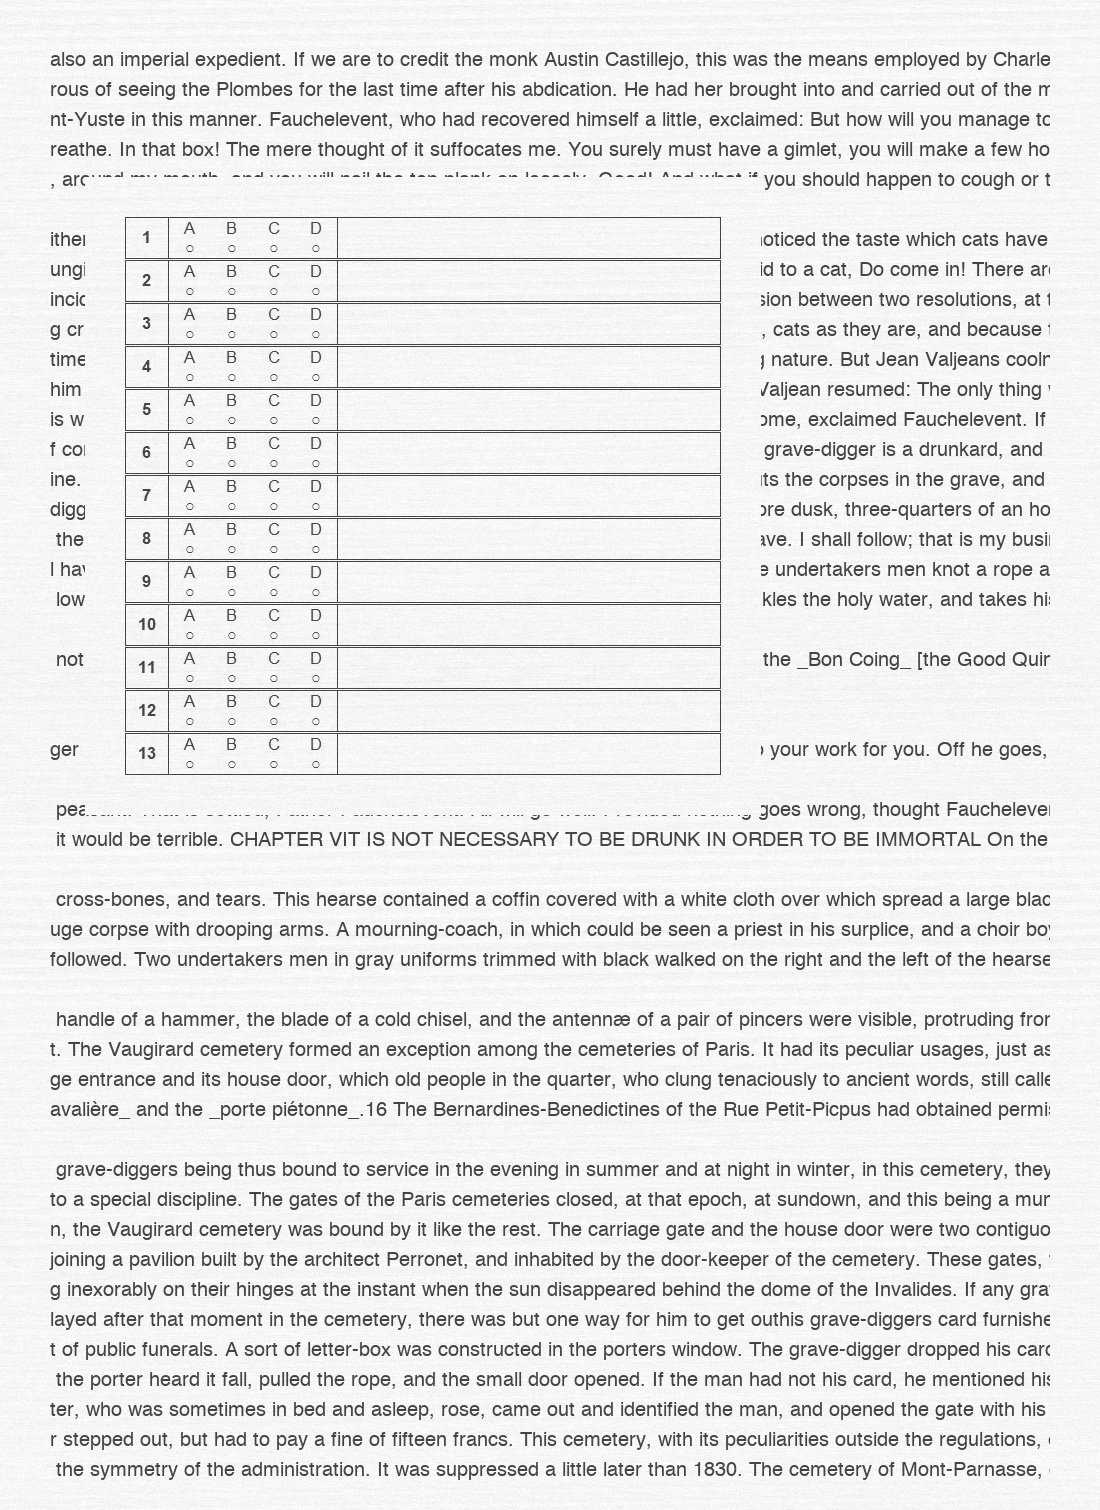 also an imperial expedient. If we are to credit the monk Austin Castillejo, this was the means employed by Charle
rous of seeing the Plombes for the last time after his abdication. He had her brought into and carried out of the m
nt-Yuste in this manner. Fauchelevent, who had recovered himself a little, exclaimed: But how will you manage to
reathe. In that box! The mere thought of it suffocates me. You surely must have a gimlet, you will make a few ho
you should happen to cough or t
1 A B C D
2 A B C D
3 A B C D
4 A B C D
5 A B C D
6 A B C D
7 A B C D
8 A B C D
9 A B C D
10 A B C D
11 A B C D
12 A B C D
13 A B C D
ither
ungi
g cr
time
him
is w
ine.
digg
the
I hav
low
not
ger
noticed the taste which cats have
id to a cat, Do come in! There are
sion between two resolutions, at t
, cats as they are, and because
g nature. But Jean Valjeans cooln
Valjean resumed: The only thing
ome, exclaimed Fauchelevent. If
grave-digger is a drunkard, and
ts the corpses in the grave, and
ore dusk, three-quarters of an ho
ave. I shall follow; that is my busi
e undertakers men knot a rope a
kles the holy water, and takes his
the _Bon Coing_ [the Good Quin
your work for you. Off he goes,
goes wrong, thought Faucheleven
it would be terrible. CHAPTER VIT IS NOT NECESSARY TO BE DRUNK IN ORDER TO BE IMMORTAL On the
cross-bones, and tears. This hearse contained a coffin covered with a white cloth over which spread a large blac
uge corpse with drooping arms. A mourning-coach, in which could be seen a priest in his surplice, and a choir boy
followed. Two undertakers men in gray uniforms trimmed with black walked on the right and the left of the hearse
handle of a hammer, the blade of a cold chisel, and the antennæ of a pair of pincers were visible, protruding from
t. The Vaugirard cemetery formed an exception among the cemeteries of Paris. It had its peculiar usages, just as
ge entrance and its house door, which old people in the quarter, who clung tenaciously to ancient words, still calle
avalière_ and the _porte piétonne_.16 The Bernardines-Benedictines of the Rue Petit-Picpus had obtained permis
grave-diggers being thus bound to service in the evening in summer and at night in winter, in this cemetery, they
to a special discipline. The gates of the Paris cemeteries closed, at that epoch, at sundown, and this being a mun
n, the Vaugirard cemetery was bound by it like the rest. The carriage gate and the house door were two contiguo
joining a pavilion built by the architect Perronet, and inhabited by the door-keeper of the cemetery. These gates,
g inexorably on their hinges at the instant when the sun disappeared behind the dome of the Invalides. If any gra
layed after that moment in the cemetery, there was but one way for him to get outhis grave-diggers card furnishe
t of public funerals. A sort of letter-box was constructed in the porters window. The grave-digger dropped his card
the porter heard it fall, pulled the rope, and the small door opened. If the man had not his card, he mentioned his
ter, who was sometimes in bed and asleep, rose, came out and identified the man, and opened the gate with his
r stepped out, but had to pay a fine of fifteen francs. This cemetery, with its peculiarities outside the regulations,
the symmetry of the administration. It was suppressed a little later than 1830. The cemetery of Mont-Parnasse,